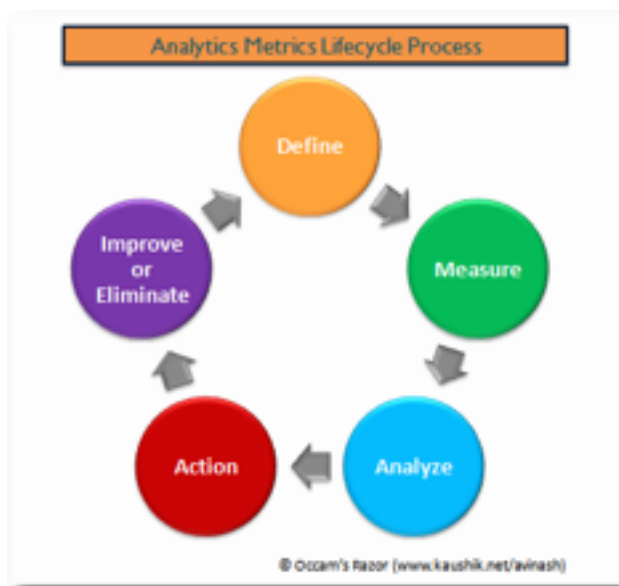 Analytics Metrics Lifecycle Process
Define
Measure
Analyze
Action
Improve
or
Eliminate
© Occam's Razor (www.kaushik.net/avinash)